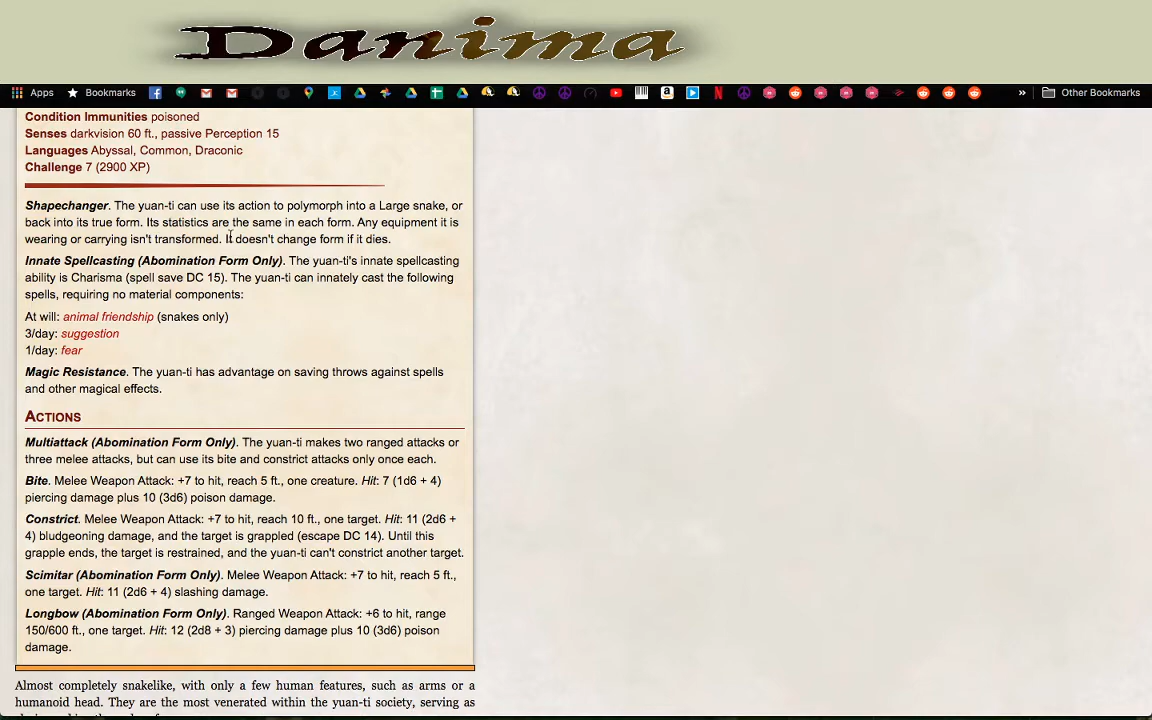 Danima
Apps Bookmarks » Other Bookmarks
Condition Immunities poisoned
Senses darkvision 60 ft., passive Perception 15
Languages Abyssal, Common, Draconic
Challenge 7 (2900 XP)
Shapechanger. The yuan-ti can use its action to polymorph into a Large snake, or
back into its true form. Its statistics are the same in each form. Any equipment it is
wearing or carrying isn't transformed. It doesn't change form if it dies.
Innate Spellcasting (Abomination Form Only). The yuan-ti's innate spellcasting
ability is Charisma (spell save DC 15). The yuan-ti can innately cast the following
spells, requiring no material components:
At will: animal friendship (snakes only)
3/day: suggestion
1/day: fear
Magic Resistance. The yuan-ti has advantage on saving throws against spells
and other magical effects.
Actions
Multiattack (Abomination Form Only). The yuan-ti makes two ranged attacks or
three melee attacks, but can use its bite and constrict attacks only once each.
Bite. Melee Weapon Attack: +7 to hit, reach 5 ft., one creature. Hit: 7 (1d6 + 4)
piercing damage plus 10 (3d6) poison damage.
Constrict. Melee Weapon Attack: +7 to hit, reach 10 ft., one target. Hit: 11 (2d6 +
4) bludgeoning damage, and the target is grappled (escape DC 14). Until this
grapple ends, the target is restrained, and the yuan-ti can't constrict another target.
Scimitar (Abomination Form Only). Melee Weapon Attack: +7 to hit, reach 5 ft.,
one target. Hit: 11 (2d6 + 4) slashing damage.
Longbow (Abomination Form Only). Ranged Weapon Attack: +6 to hit, range
150/600 ft., one target. Hit: 12 (2d8 + 3) piercing damage plus 10 (3d6) poison
damage.
Almost completely snakelike, with only a few human features, such as arms or a
humanoid head. They are the most venerated within the yuan-ti society, serving as